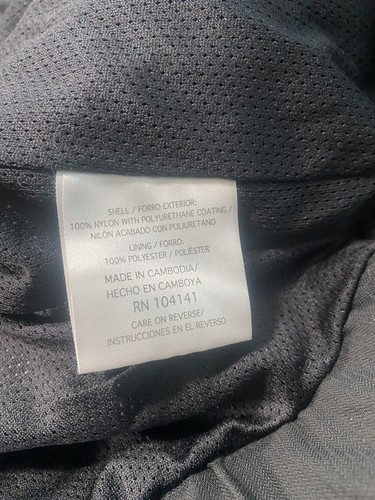 SHELL / FORRO EXTERIOR:
100% NYLON WITH POLYURETHANE COATING /
NILÓN ACABADO CON POLIURETANO
LINING / FORRO:
100% POLYESTER / POLIÉSTER
MADE IN CAMBODIA/
HECHO EN CAMBOYA
RN 104141
CARE ON REVERSE/
INSTRUCCIONES EN EL REVERSO